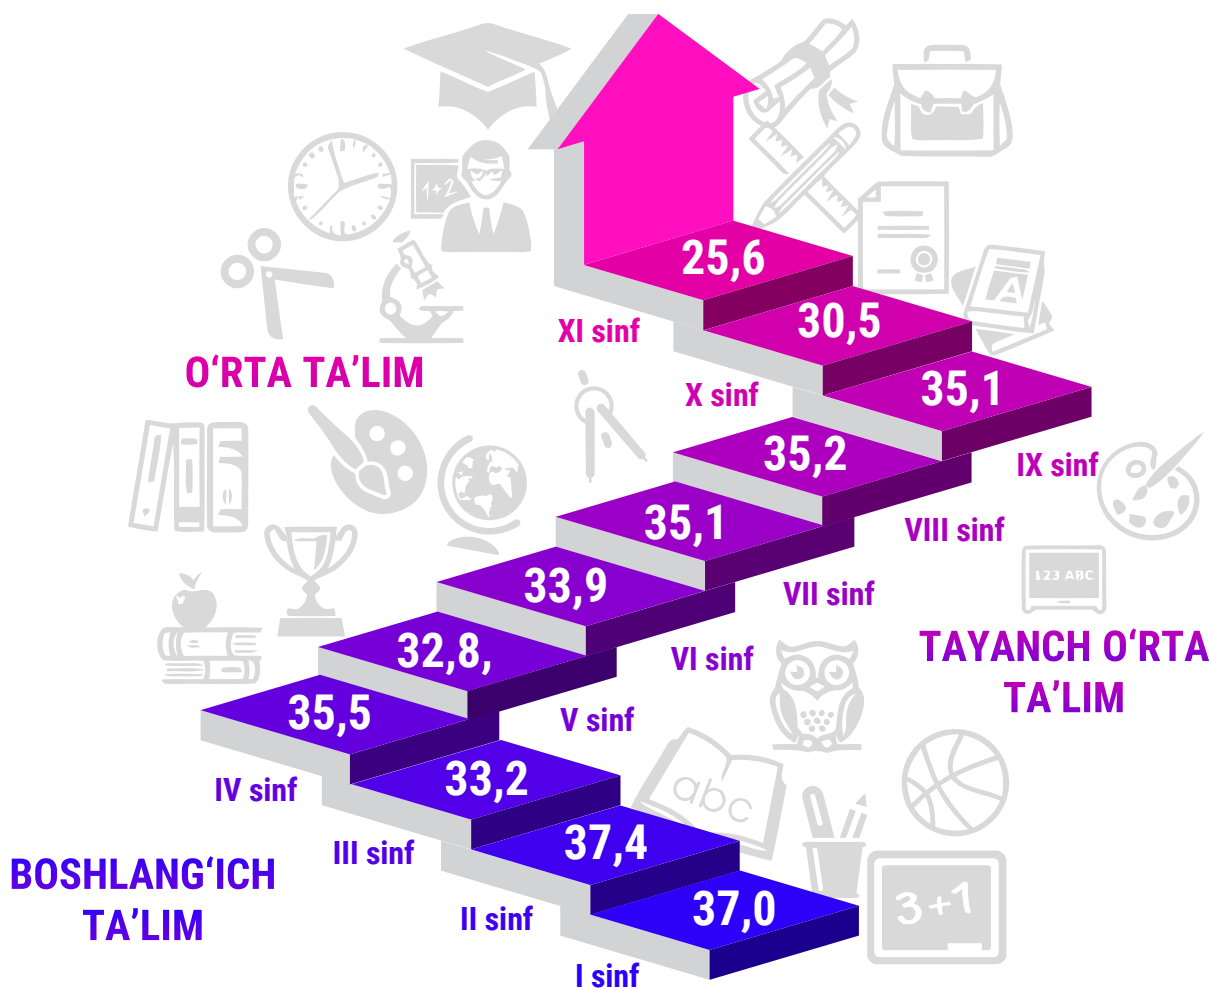 1+2
25,6
XI sinf
30,5
O‘RTA TA’LIM
X sinf
35,1
A
IX sinf
35,2
VIII sinf
35,1
123 ABC
VII sinf
33,9
TAYANCH O‘RTA
TA’LIM
VI sinf
32,8,
V sinf
35,5
IV sinf
33,2
abc
III sinf
37,4
BOSHLANG‘ICH
TA’LIM
II sinf
37,0
3+1
I sinf